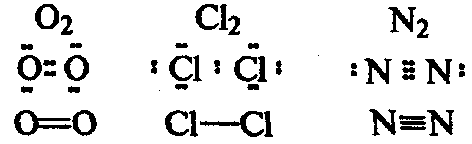 O₂ Cl₂ N₂
O::O :Cl:Cl: :N:::N:
O=O Cl—Cl N≡N